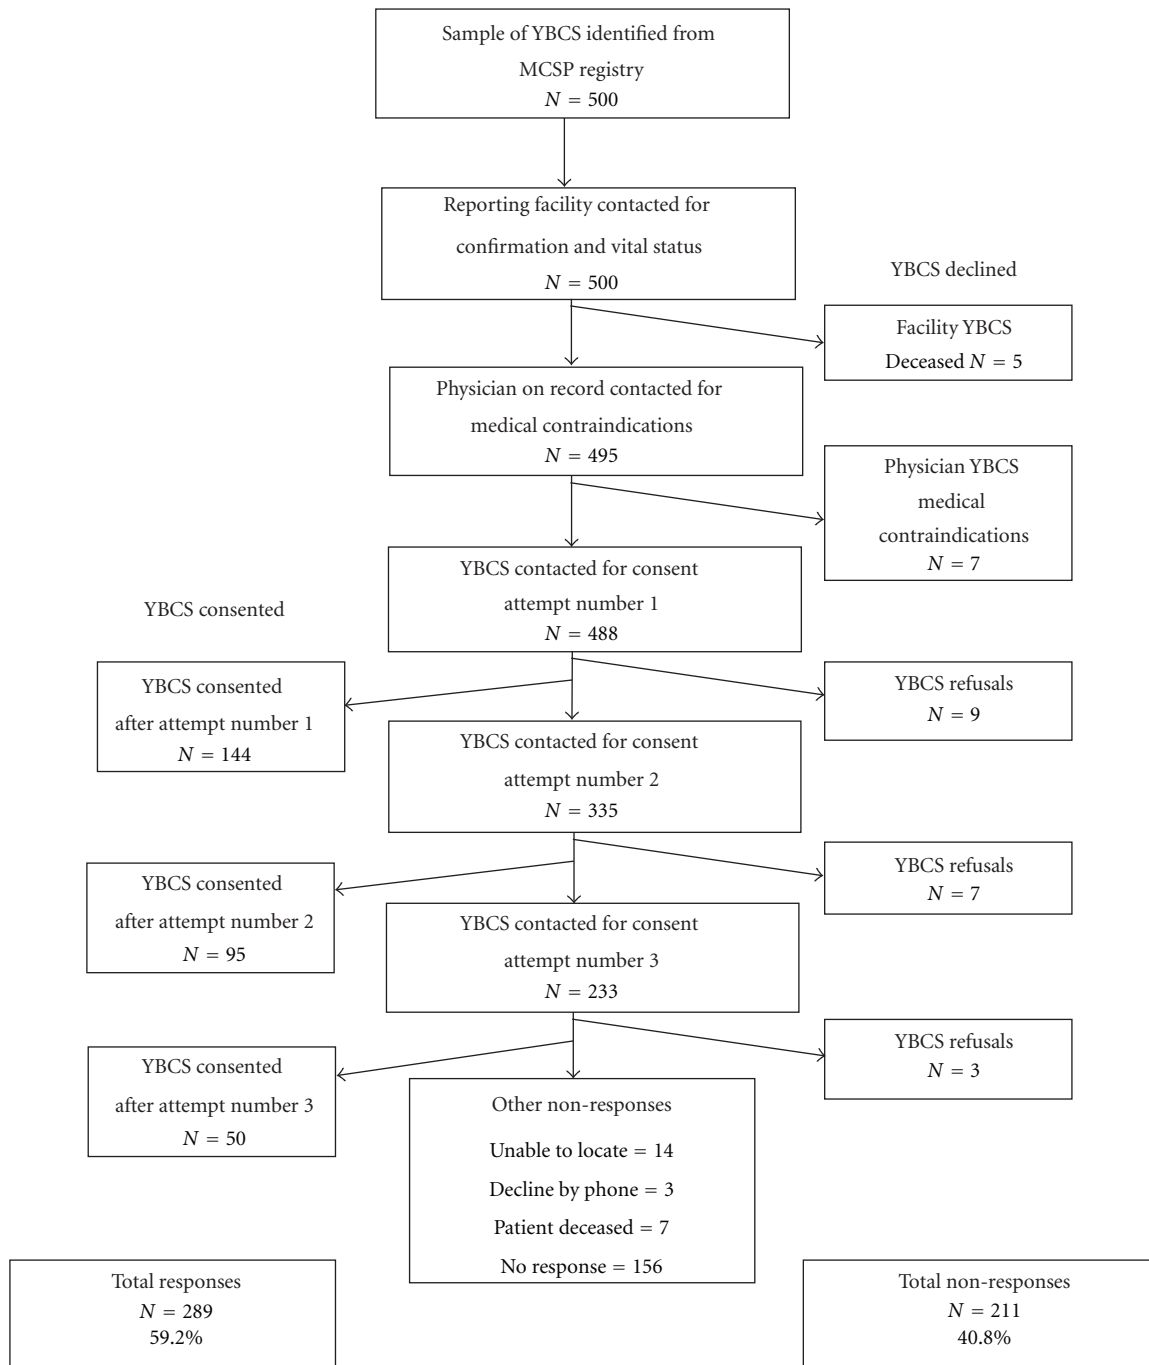 Sample of YBCS identified from
MCSP registry
N = 500
Reporting facility contacted for
confirmation and vital status
N = 500
YBCS declined
Facility YBCS
Deceased N = 5
Physician on record contacted for
medical contraindications
N = 495
Physician YBCS
medical
contraindications
N = 7
YBCS contacted for consent
attempt number 1
N = 488
YBCS consented
YBCS consented
after attempt number 1
N = 144
YBCS refusals
N = 9
YBCS contacted for consent
attempt number 2
N = 335
YBCS consented
after attempt number 2
N = 95
YBCS refusals
N = 7
YBCS contacted for consent
attempt number 3
N = 233
YBCS consented
after attempt number 3
N = 50
YBCS refusals
N = 3
Other non-responses
Unable to locate = 14
Decline by phone = 3
Patient deceased = 7
No response = 156
Total responses
N = 289
59.2%
Total non-responses
N = 211
40.8%